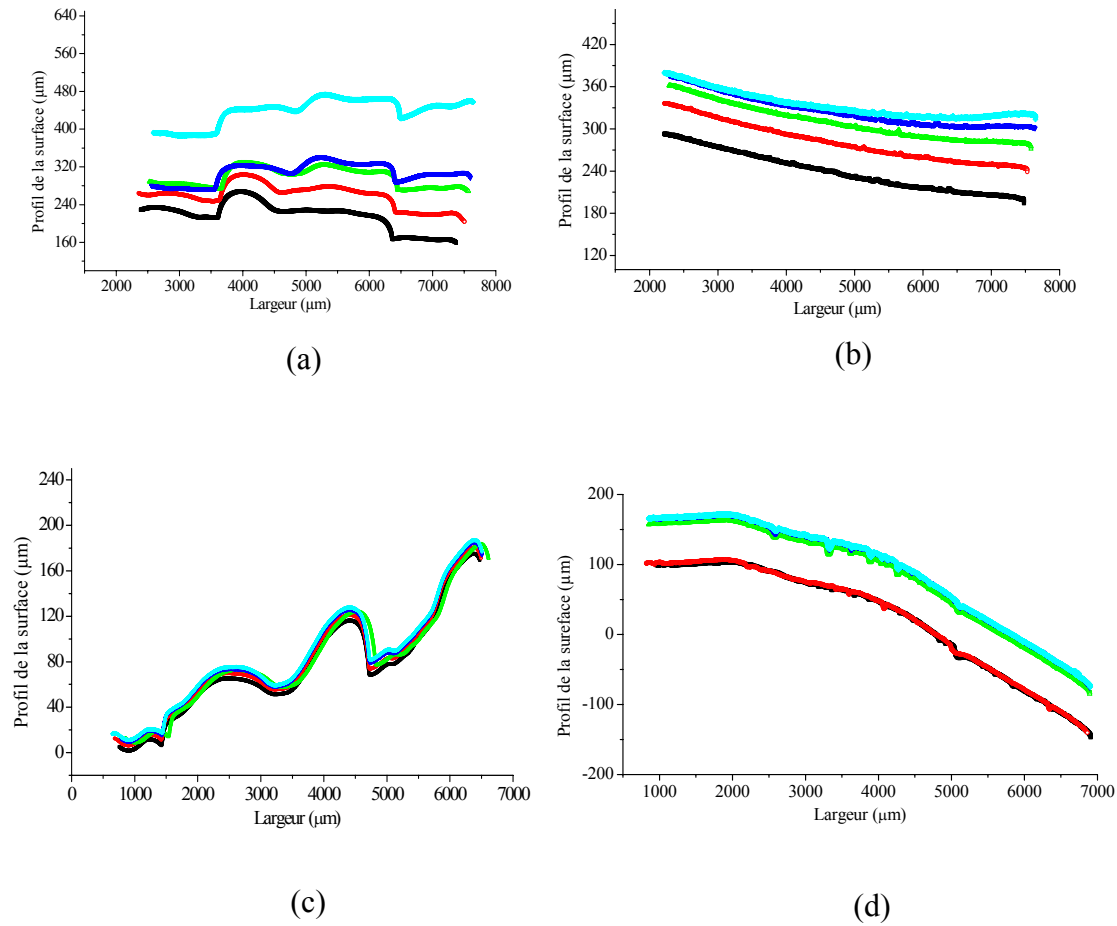 640
560
480
400
320
240
160
Profil de la surface (µm)
2000 3000 4000 5000 6000 7000 8000
Largeur (µm)
(a)
420
360
300
240
180
120
Profil de la surface (µm)
2000 3000 4000 5000 6000 7000 8000
Largeur (µm)
(b)
240
200
160
120
80
40
0
Profil de la surface (µm)
0 1000 2000 3000 4000 5000 6000 7000
Largeur (µm)
(c)
200
100
0
-100
-200
Profil de la sureface (µm)
1000 2000 3000 4000 5000 6000 7000
Largeur (µm)
(d)